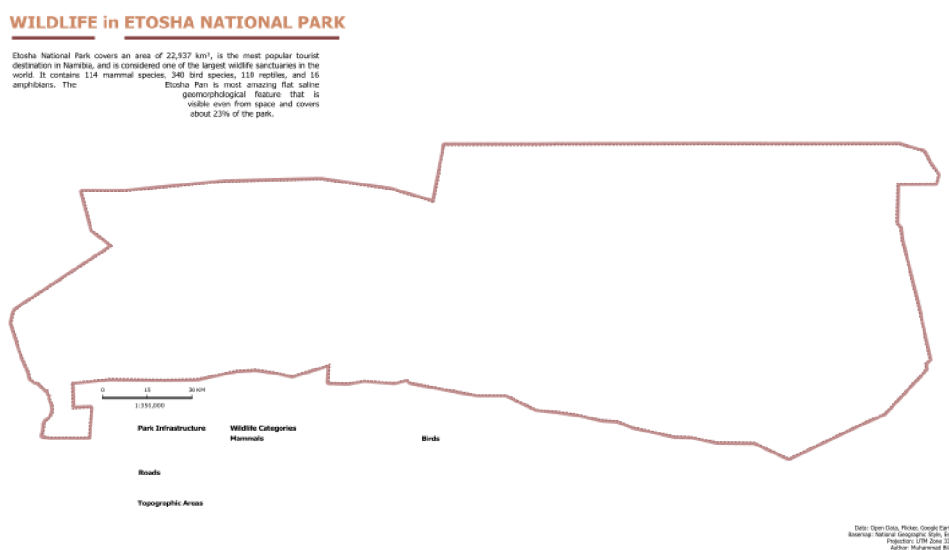 WILDLIFE in ETOSHA NATIONAL PARK
Etosha National Park covers an area of 22,937 km², is the most popular tourist
destination in Namibia, and is considered one of the largest wildlife sanctuaries in the
world. It contains 114 mammal species, 340 bird species, 110 reptiles, and 16
amphibians. The Etosha Pan is most amazing flat saline
geomorphological feature that is
visible even from space and covers
about 23% of the park.
0 15 30 KM
1:350,000
Park Infrastructure
Wildlife Categories
Mammals
Birds
Roads
Topographic Areas
Data: Open Data, Flicker, Google Ear
Basemap: National Geographic Style,
Projection: UTM Zone
Author: Muhammad